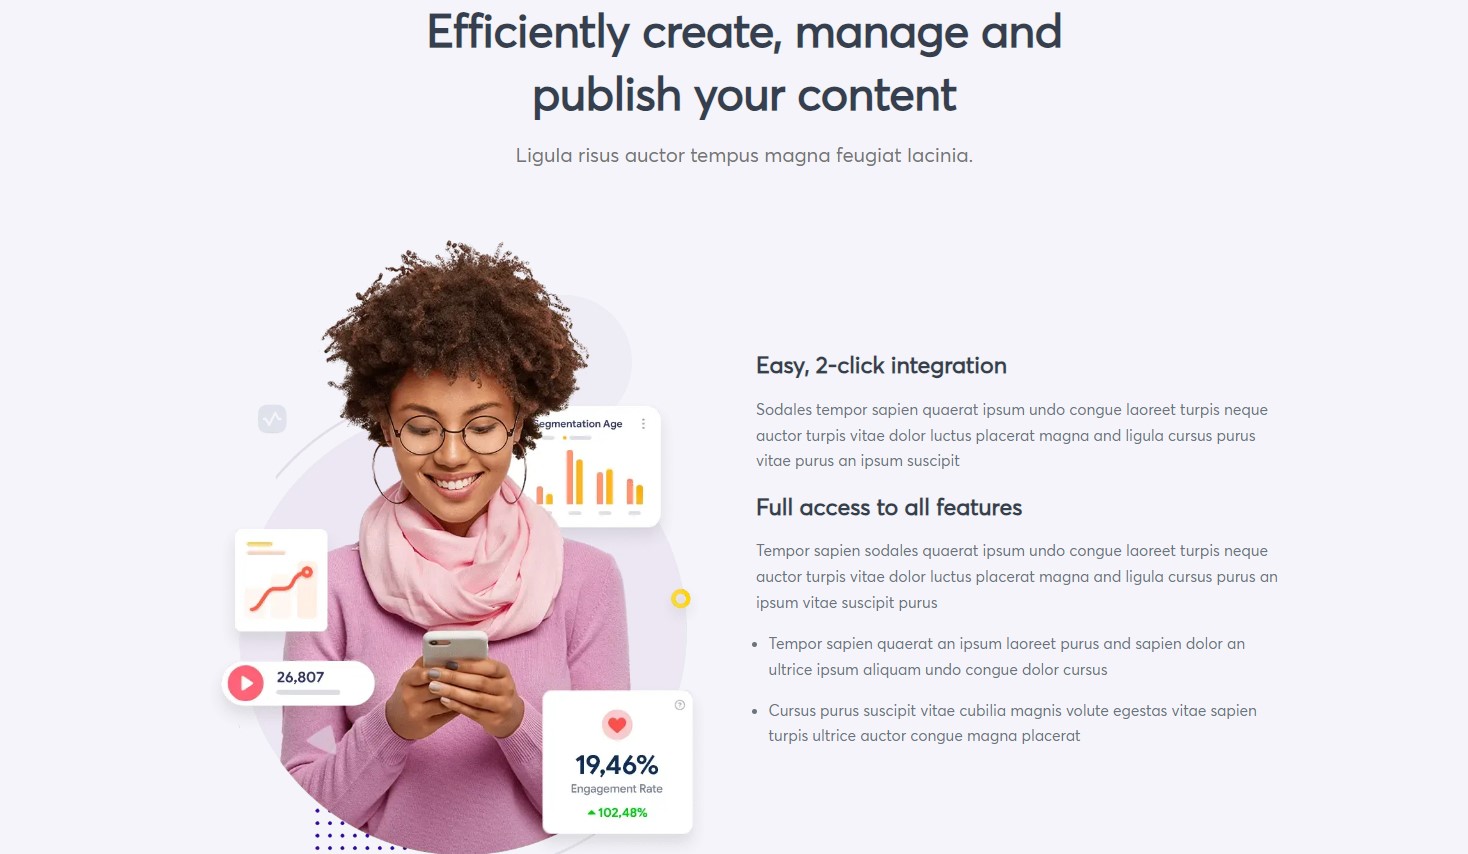 Efficiently create, manage and
publish your content
Ligula risus auctor tempus magna feugiat lacinia.
Segmentation Age
26,807
19,46%
Engagement Rate
102,48%
Easy, 2-click integration
Sodales tempor sapien quaerat ipsum undo congue laoreet turpis neque
auctor turpis vitae dolor luctus placerat magna and ligula cursus purus
vitae purus an ipsum suscipit
Full access to all features
Tempor sapien sodales quaerat ipsum undo congue laoreet turpis neque
auctor turpis vitae dolor luctus placerat magna and ligula cursus purus an
ipsum vitae suscipit purus
Tempor sapien quaerat an ipsum laoreet purus and sapien dolor an
ultrice ipsum aliquam undo congue dolor cursus
Cursus purus suscipit vitae cubilia magnis volute egestas vitae sapien
turpis ultrice auctor congue magna placerat